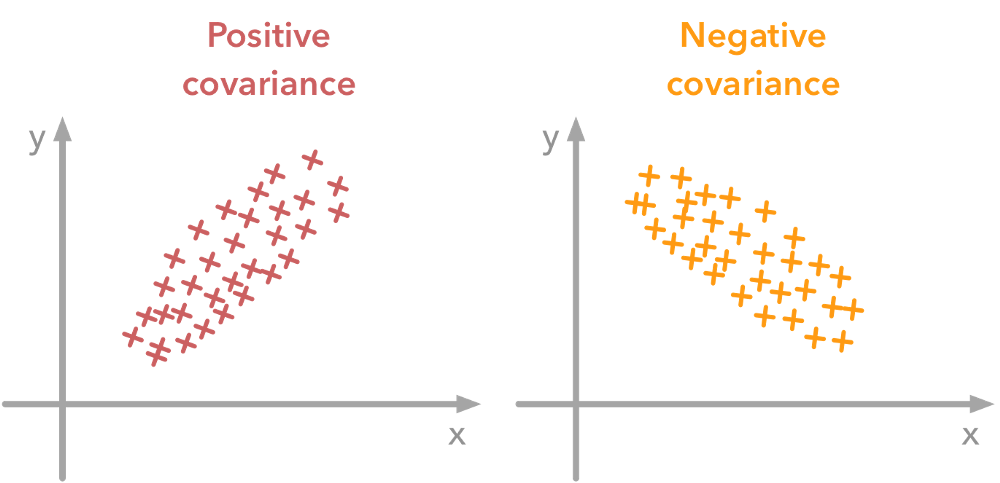 Positive
covariance
Negative
covariance
y
x
y
x